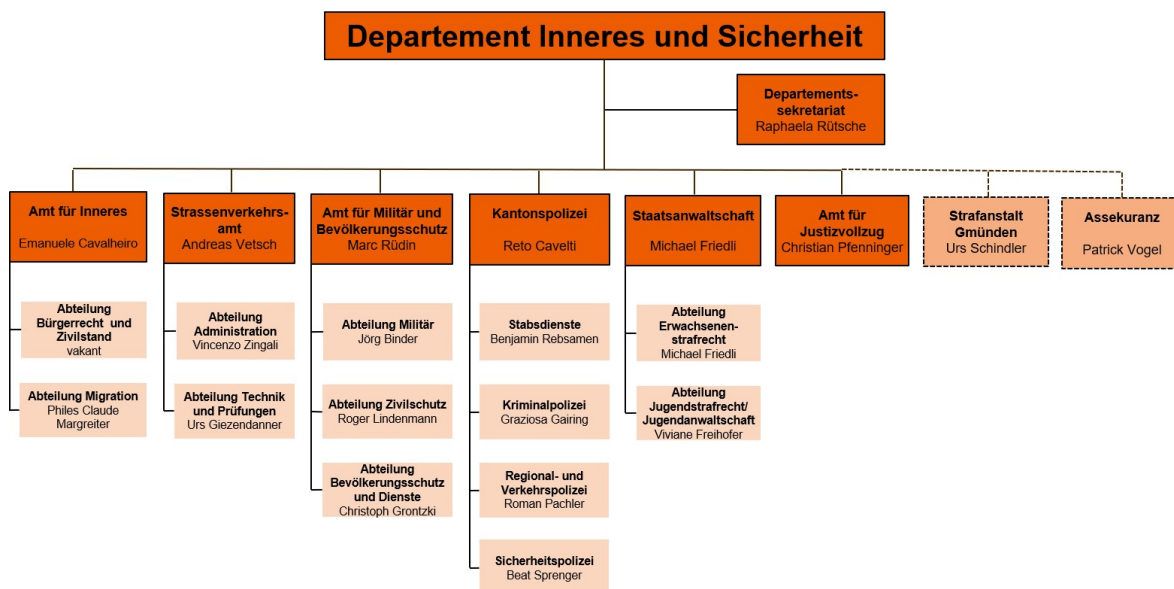 Departement Inneres und Sicherheit
Departements-
sekretariat
Raphaela Rütsche
Amt für Inneres
Emanuele Cavalheiro
Strassenverkehrs-
amt
Andreas Vetsch
Amt für Militär und
Bevölkerungsschutz
Marc Rüdin
Kantonspolizei
Reto Cavelti
Staatsanwaltschaft
Michael Friedli
Amt für
Justizvollzug
Christian Pfenninger
Strafanstalt
Gmünden
Urs Schindler
Assekuranz
Patrick Vogel
Abteilung
Bürgerrecht und
Zivilstand
vakant
Abteilung Migration
Philes Claude
Margreiter
Abteilung
Administration
Vincenzo Zingali
Abteilung Technik
und Prüfungen
Urs Giezendanner
Abteilung Militär
Jörg Binder
Abteilung Zivilschutz
Roger Lindenmann
Abteilung
Bevölkerungsschutz
und Dienste
Christoph Grontzki
Stabsdienste
Benjamin Rebsamen
Kriminalpolizei
Graziosa Gairing
Regional- und
Verkehrspolizei
Roman Pachler
Sicherheitspolizei
Beat Sprenger
Abteilung
Erwachsenen-
strafrecht
Michael Friedli
Abteilung
Jugendstrafrecht/
Jugendanwaltschaft
Viviane Freihofer